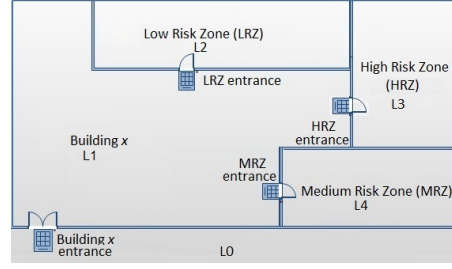 Low Risk Zone (LRZ)
L2
LRZ entrance
High Risk Zone
(HRZ)
L3
HRZ
entrance
Building x
L1
MRZ
entrance
Medium Risk Zone (MRZ)
L4
Building x
entrance
L0